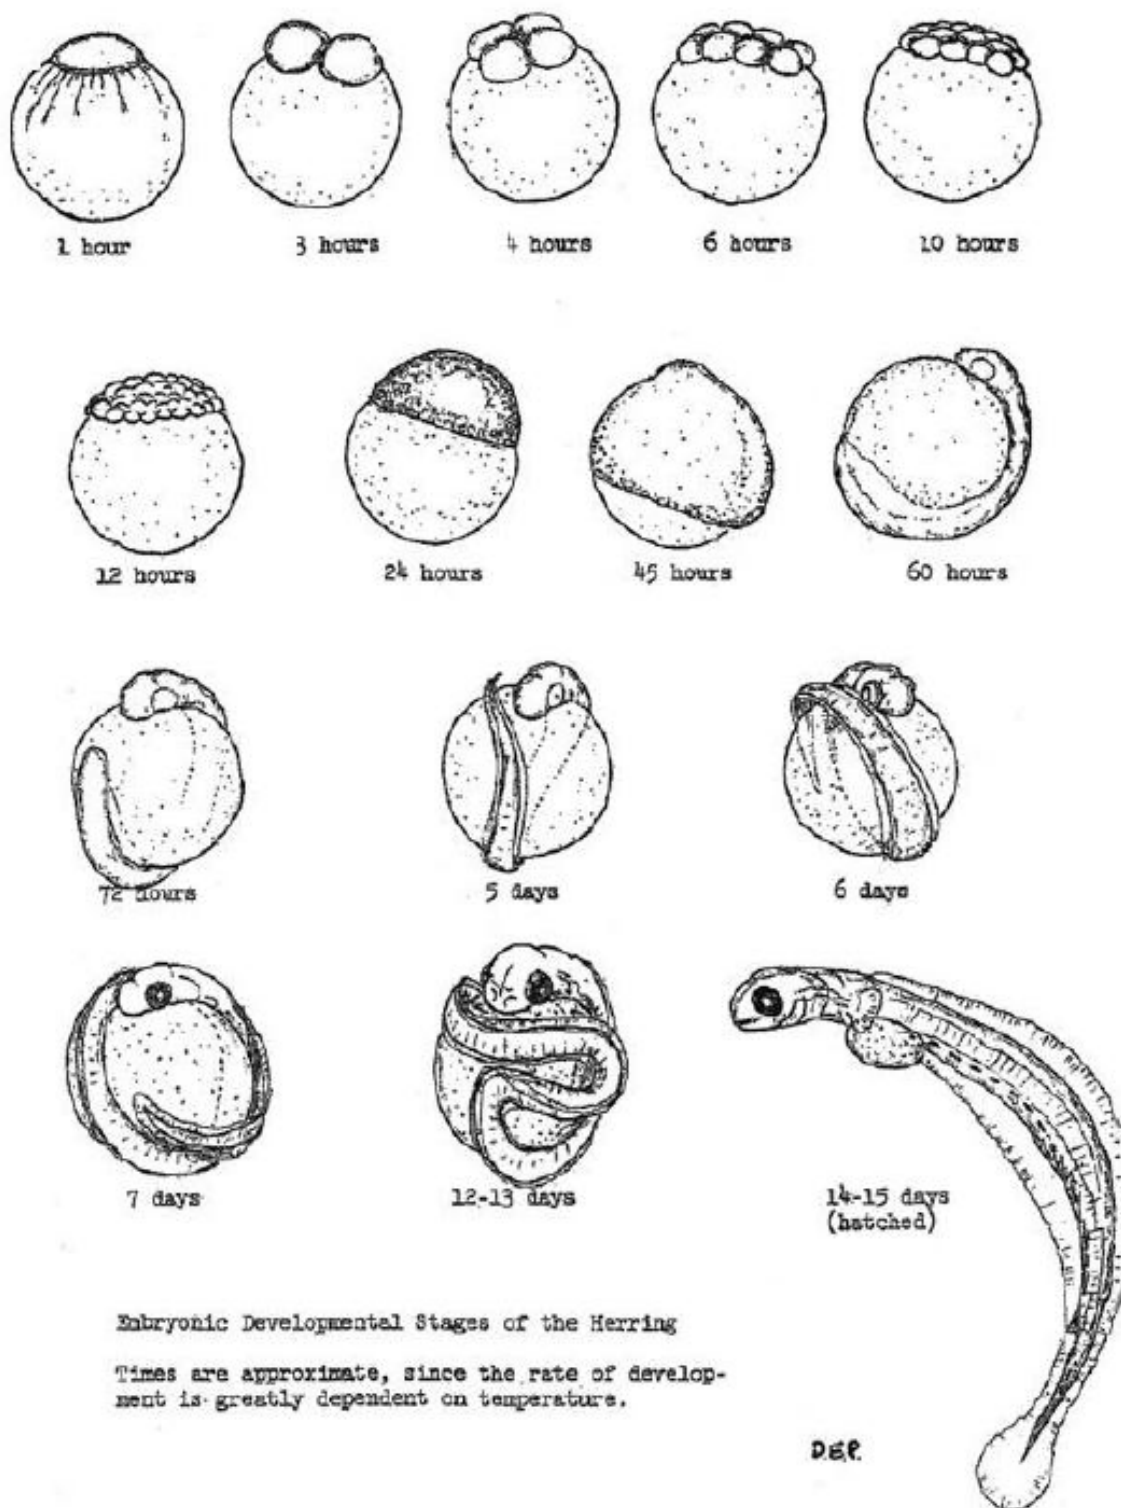 1 hour
3 hours
4 hours
6 hours
10 hours
12 hours
24 hours
45 hours
60 hours
72 hours
5 days
6 days
7 days
12-13 days
14-15 days
(hatched)
Embryonic Developmental Stages of the Herring
Times are approximate, since the rate of develop-
ment is greatly dependent on temperature.
D.E.P.